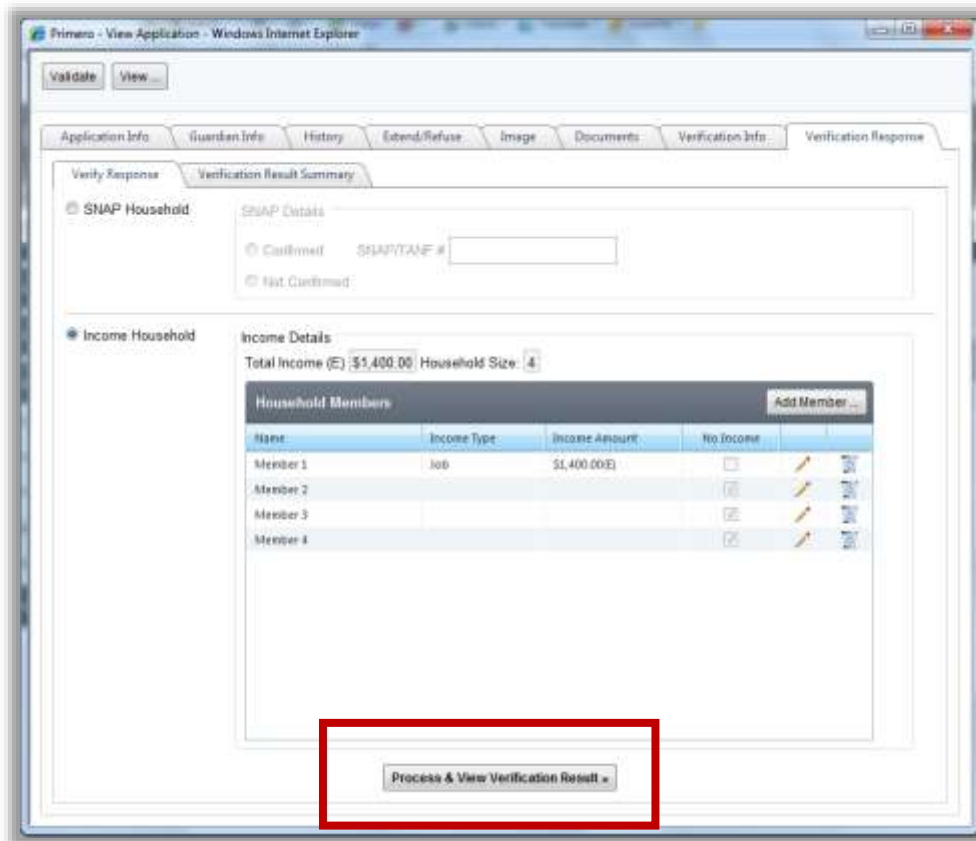 Primero - View Application - Windows Internet Explorer
Validate View ...
Application Info Guardian Info History Extend/Refuse Image Documents Verification Info Verification Response
Verify Response Verification Result Summary
SNAP Household SNAP Details
Confirmed SNAP/TANF #
Not Confirmed
Income Household Income Details
Total Income (E) $1,400.00 Household Size: 4
Household Members Add Member ...
Name Income Type Income Amount No Income
Member 1 Job $1,400.00(E)
Member 2
Member 3
Member 4
Process & View Verification Result »